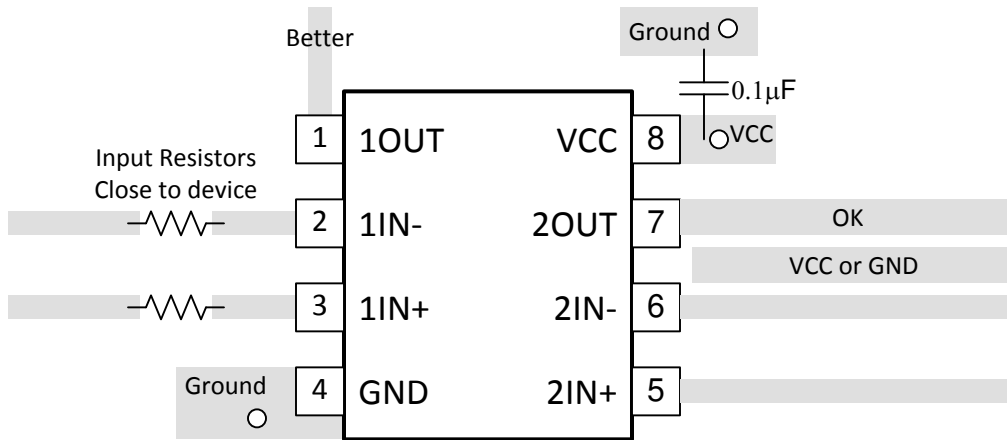 Better
Ground
0.1µF
1 1OUT VCC 8 VCC
Input Resistors
Close to device
2 1IN- 2OUT 7 OK
VCC or GND
3 1IN+ 2IN- 6
Ground
4 GND 2IN+ 5